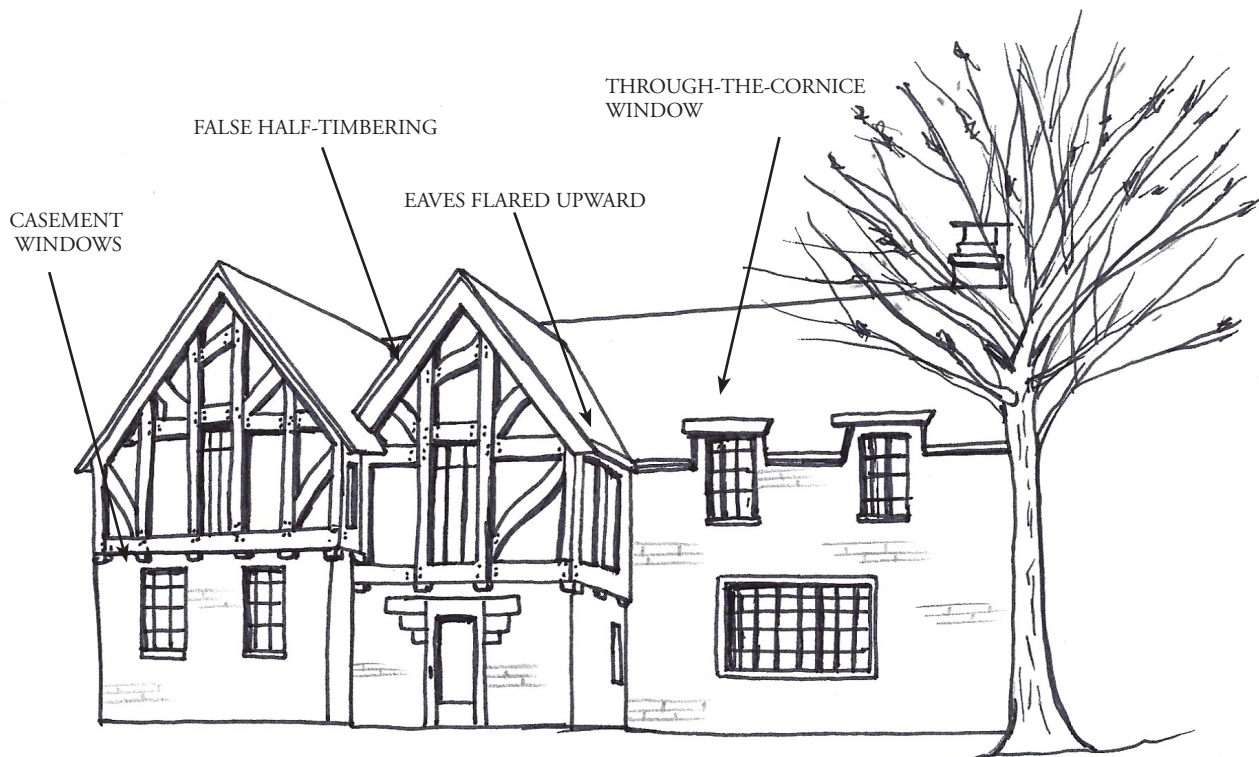 THROUGH-THE-CORNICE
WINDOW
FALSE HALF-TIMBERING
EAVES FLARED UPWARD
CASEMENT
WINDOWS